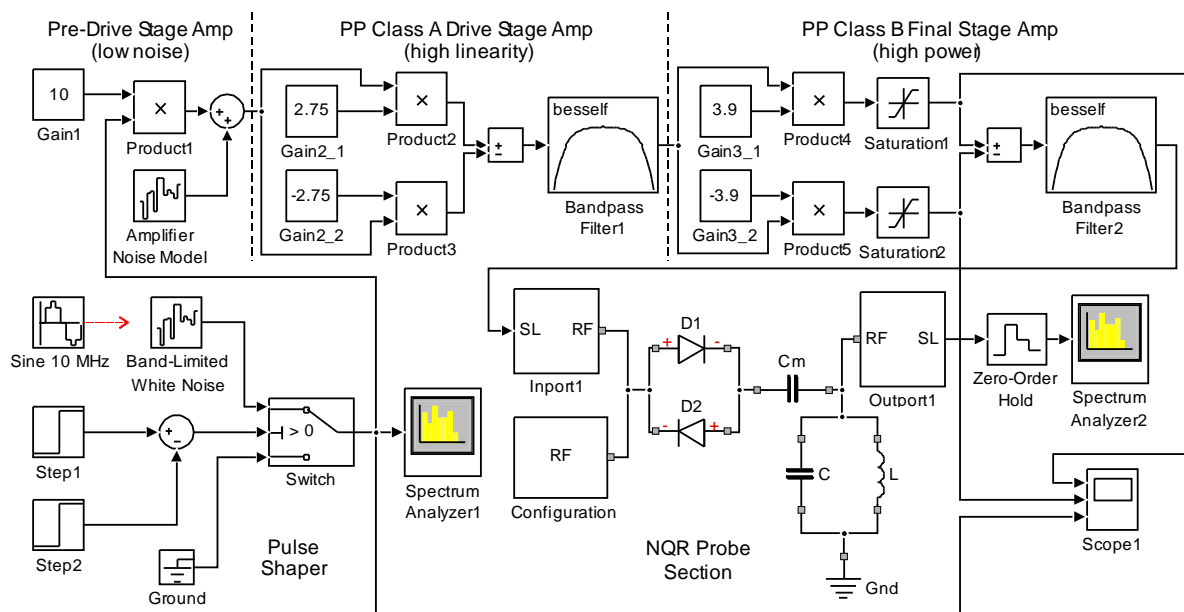 Pre-Drive Stage Amp
(low noise)
PP Class A Drive Stage Amp
(high linearity)
PP Class B Final Stage Amp
(high power)
10
Gain1
×
Product1
+
+
Amplifier
Noise Model
2.75
Gain2_1
×
Product2
-2.75
Gain2_2
×
Product3
+
−
besself
Bandpass
Filter1
3.9
Gain3_1
×
Product4
Saturation1
-3.9
Gain3_2
×
Product5
Saturation2
+
−
besself
Bandpass
Filter2
Sine 10 MHz
Band-Limited
White Noise
Step1
+
−
> 0
Switch
Step2
Ground
Pulse
Shaper
Spectrum
Analyzer1
SL
RF
Inport1
RF
Configuration
D1
+
-
D2
-
+
Cm
C
L
Gnd
NQR Probe
Section
RF
SL
Outport1
Zero-Order
Hold
Spectrum
Analyzer2
Scope1